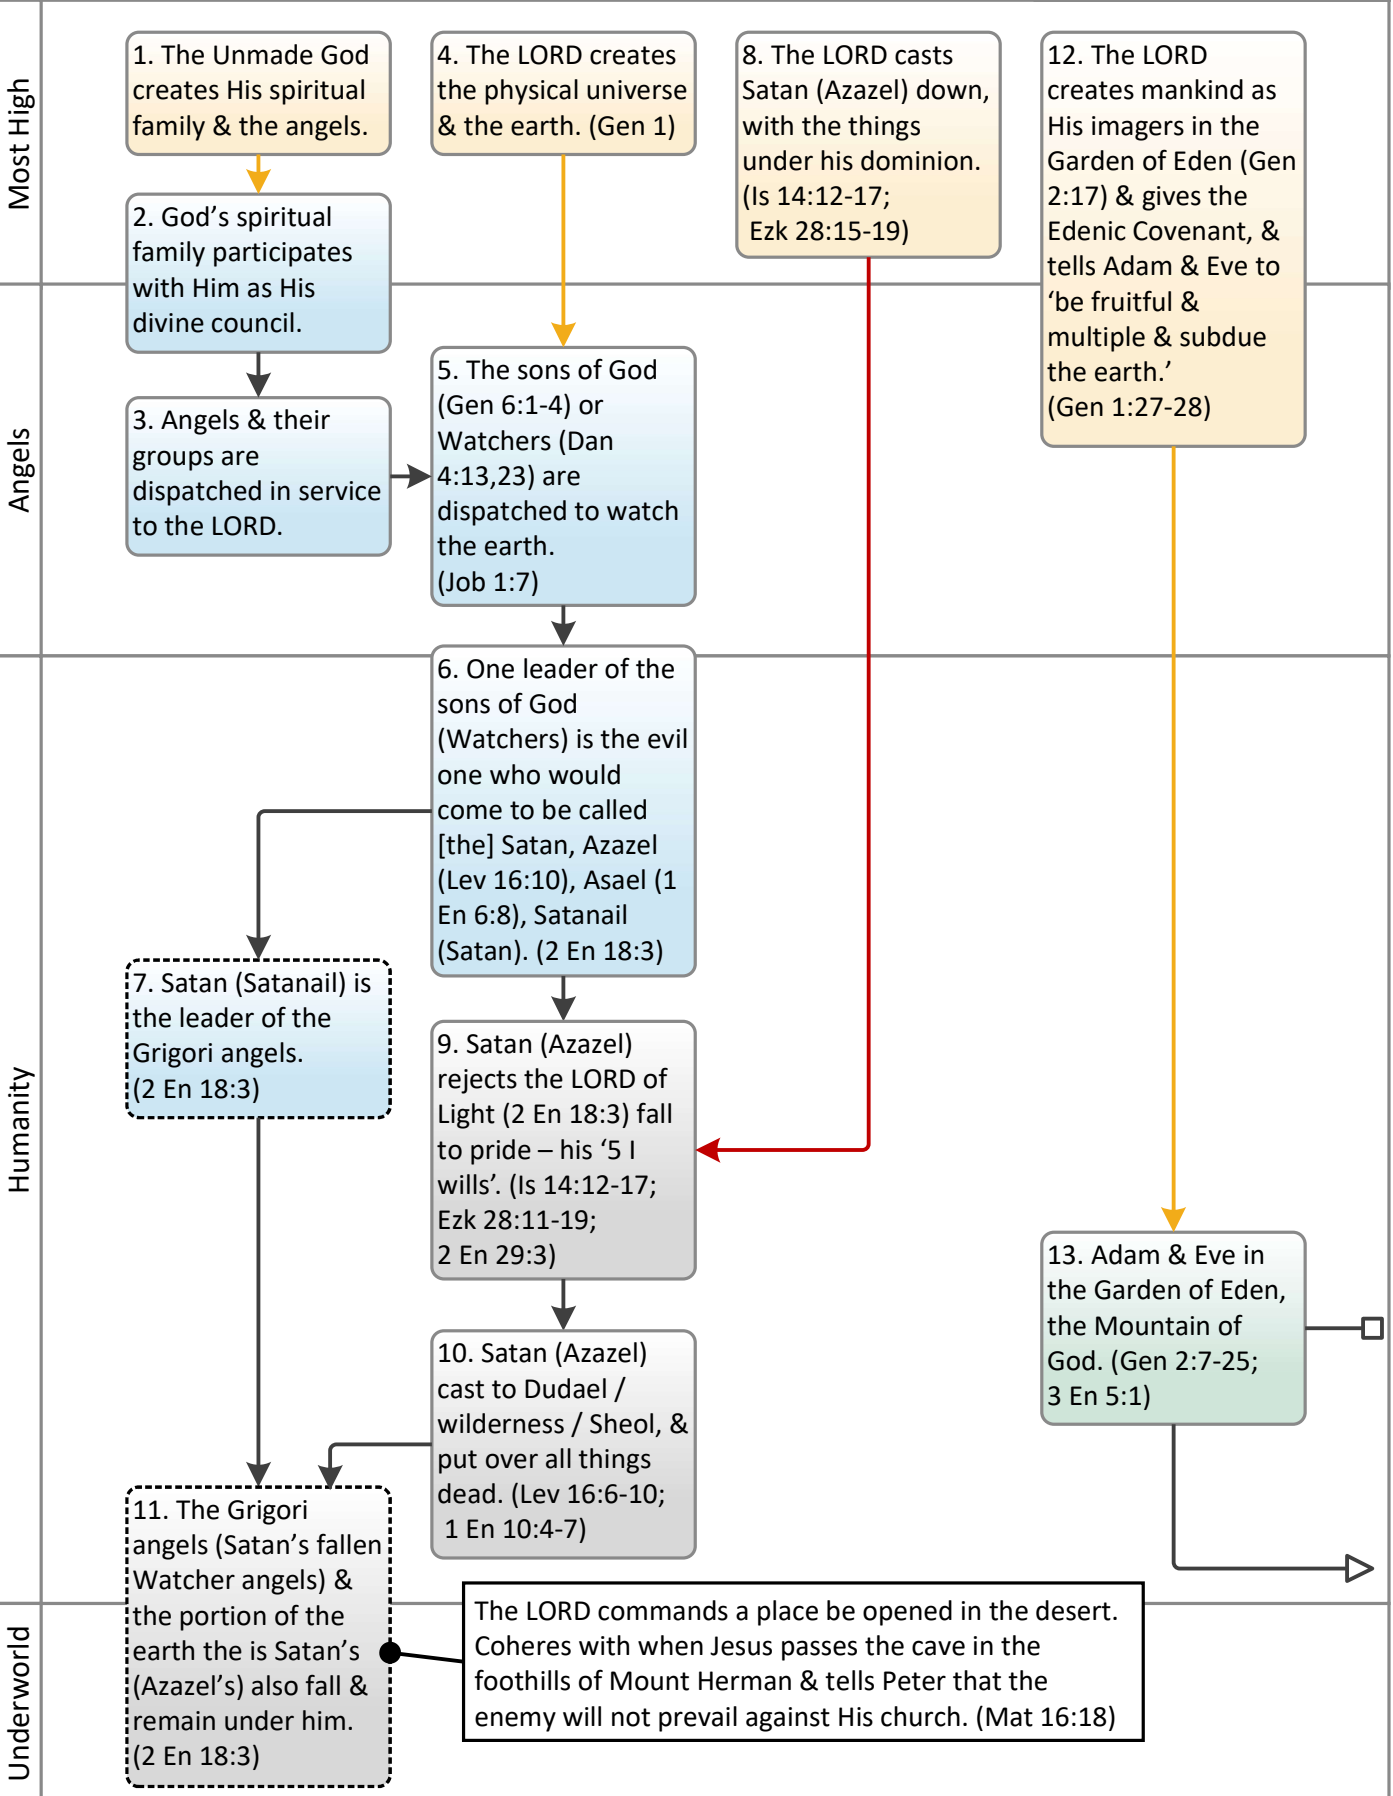 Most High
Angels
Humanity
Underworld
1. The Unmade God
creates His spiritual
family & the angels.
2. God’s spiritual
family participates
with Him as His
divine council.
3. Angels & their
groups are
dispatched in service
to the LORD.
4. The LORD creates
the physical universe
& the earth. (Gen 1)
5. The sons of God
(Gen 6:1-4) or
Watchers (Dan
4:13,23) are
dispatched to watch
the earth.
(Job 1:7)
6. One leader of the
sons of God
(Watchers) is the evil
one who would
come to be called
[the] Satan, Azazel
(Lev 16:10), Asael (1
En 6:8), Satanail
(Satan). (2 En 18:3)
7. Satan (Satanail) is
the leader of the
Grigori angels.
(2 En 18:3)
8. The LORD casts
Satan (Azazel) down,
with the things
under his dominion.
(Is 14:12-17;
Ezk 28:15-19)
9. Satan (Azazel)
rejects the LORD of
Light (2 En 18:3) fall
to pride – his ‘5 I
wills’. (Is 14:12-17;
Ezk 28:11-19;
2 En 29:3)
10. Satan (Azazel)
cast to Dudael /
wilderness / Sheol, &
put over all things
dead. (Lev 16:6-10;
1 En 10:4-7)
11. The Grigori
angels (Satan’s fallen
Watcher angels) &
the portion of the
earth the is Satan’s
(Azazel’s) also fall &
remain under him.
(2 En 18:3)
The LORD commands a place be opened in the desert.
Coheres with when Jesus passes the cave in the
foothills of Mount Herman & tells Peter that the
enemy will not prevail against His church. (Mat 16:18)
12. The LORD
creates mankind as
His imagers in the
Garden of Eden (Gen
2:17) & gives the
Edenic Covenant, &
tells Adam & Eve to
‘be fruitful &
multiple & subdue
the earth.’
(Gen 1:27-28)
13. Adam & Eve in
the Garden of Eden,
the Mountain of
God. (Gen 2:7-25;
3 En 5:1)